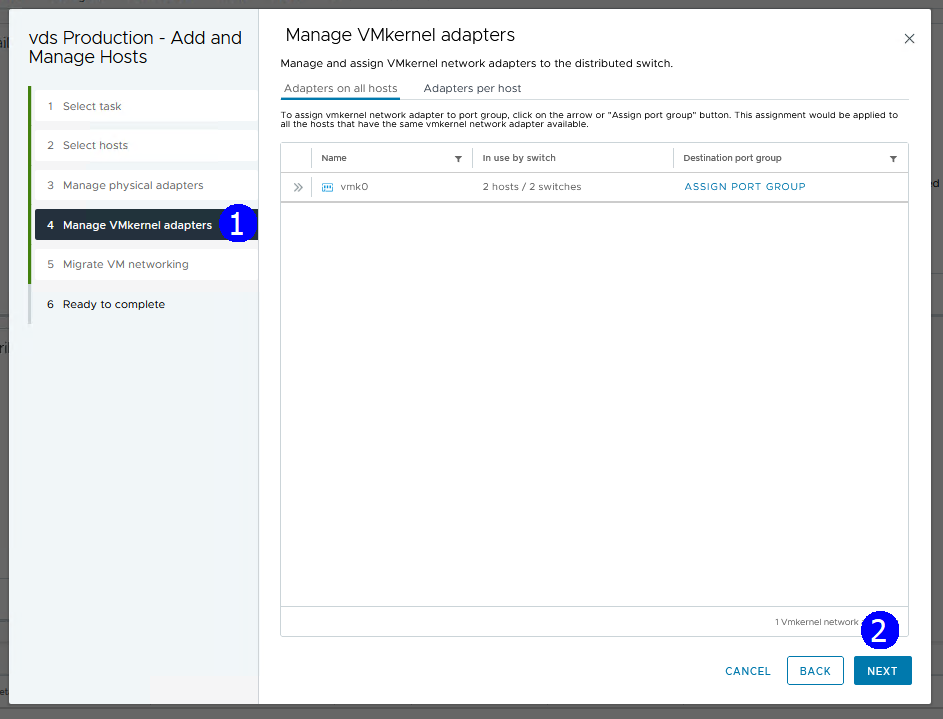 vds Production - Add and
Manage Hosts
1 Select task
2 Select hosts
3 Manage physical adapters
4 Manage VMkernel adapters
1
5 Migrate VM networking
6 Ready to complete
Manage VMkernel adapters
Manage and assign VMkernel network adapters to the distributed switch.
Adapters on all hosts Adapters per host
To assign vmkernel network adapter to port group, click on the arrow or "Assign port group" button. This assignment would be applied to
all the hosts that have the same vmkernel network adapter available.
Name In use by switch Destination port group
vmk0 2 hosts / 2 switches ASSIGN PORT GROUP
1 Vmkernel network
2
CANCEL BACK NEXT